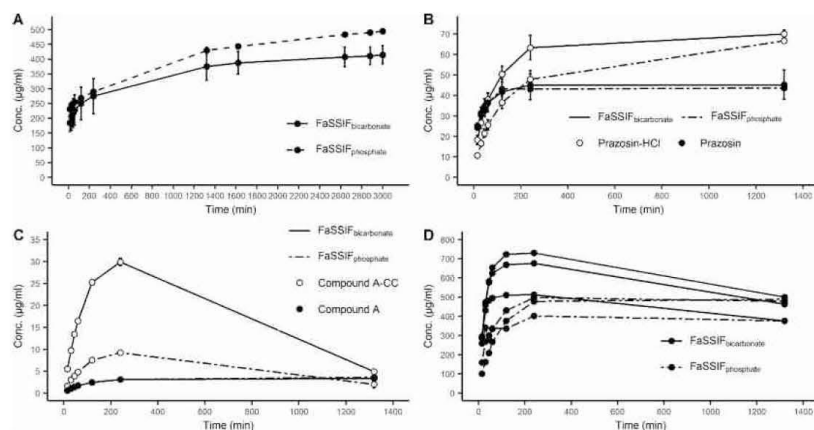 A
500
450
400
350
300
250
200
150
100
50
0
Conc. (µg/ml)
0 200 400 600 800 1000 1200 1400 1600 1800 2000 2200 2400 2600 2800 3000
Time (min)
FaSSIFbicarbonate
FaSSIFphosphate
B
70
60
50
40
30
20
10
0
Conc. (µg/ml)
FaSSIFbicarbonate FaSSIFphosphate
Prazosin-HCl Prazosin
0 200 400 600 800 1000 1200 1400
Time (min)
C
35
30
25
20
15
10
5
0
Conc. (µg/ml)
FaSSIFbicarbonate
FaSSIFphosphate
Compound A-CC
Compound A
0 200 400 600 800 1000 1200 1400
Time (min)
D
800
700
600
500
400
300
200
100
0
Conc. (µg/ml)
FaSSIFbicarbonate
FaSSIFphosphate
0 200 400 600 800 1000 1200 1400
Time (min)